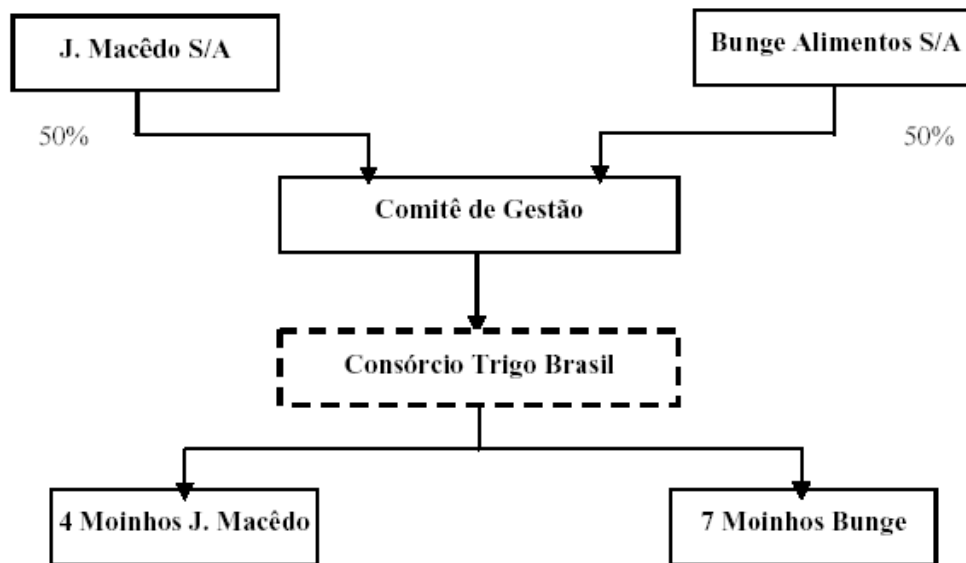 J. Macêdo S/A
Bunge Alimentos S/A
50%
50%
Comitê de Gestão
Consórcio Trigo Brasil
4 Moinhos J. Macêdo
7 Moinhos Bunge